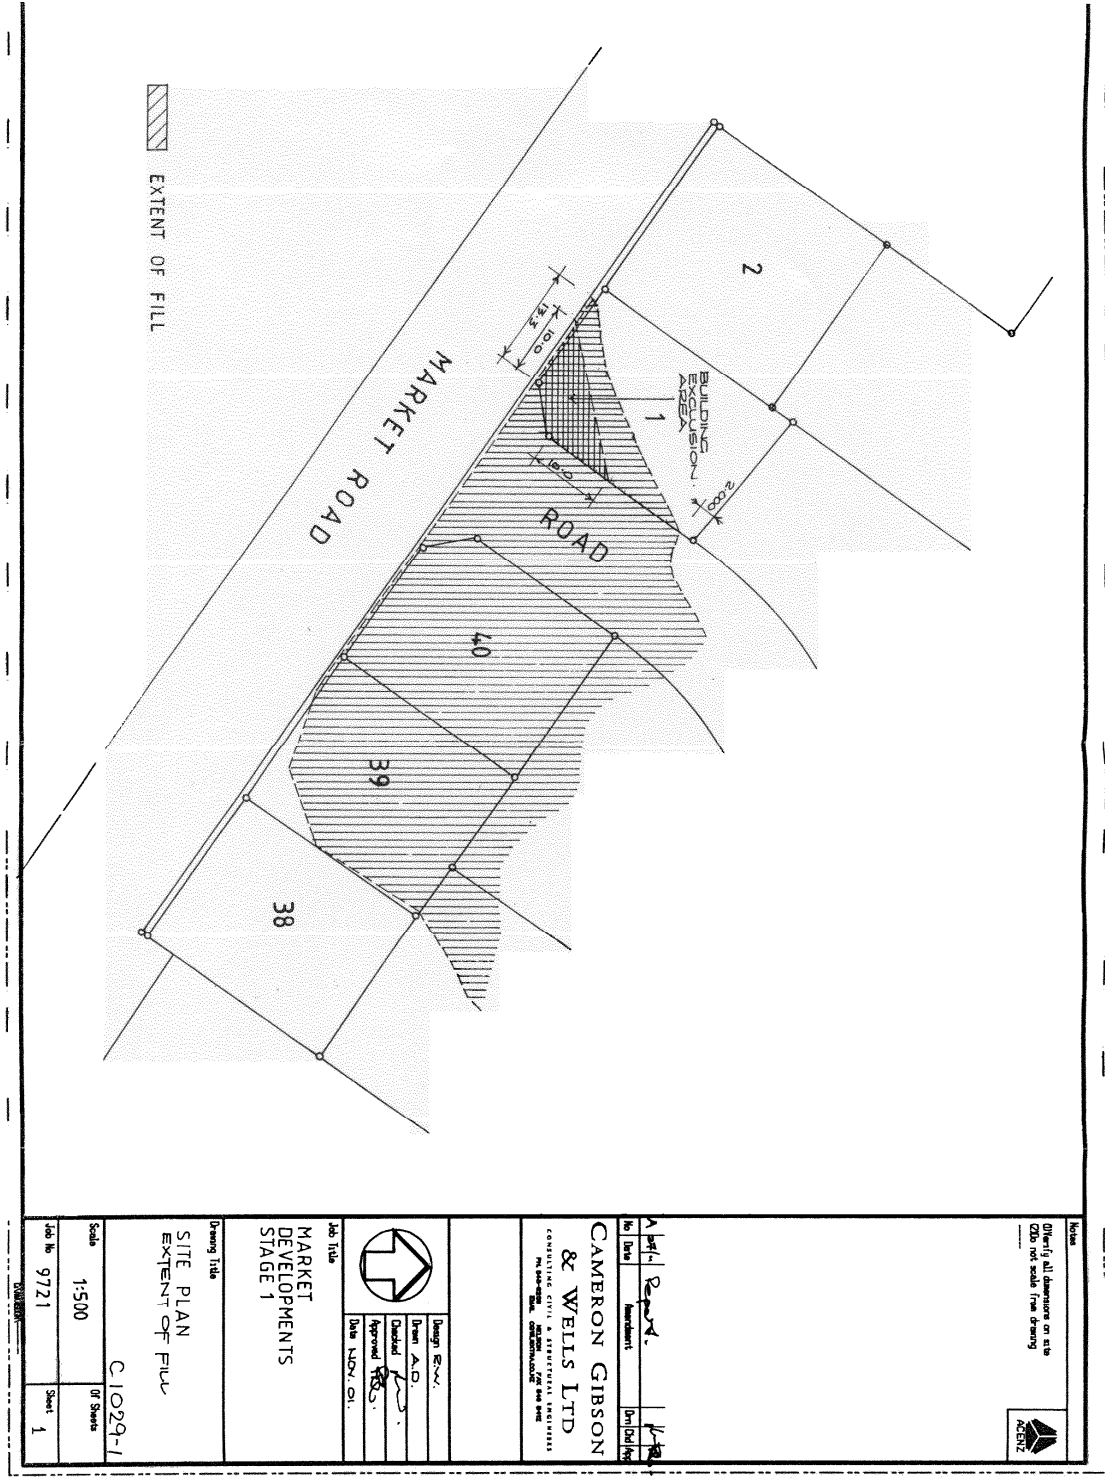 EXTENT OF FILL
MARKET ROAD
ROAD
2
1
BUILDING
EXCLUSION
AREA
13.3
10.0
10.0
2.000
40
39
38
Notes
(1)Verify all dimensions on site
(2)Do not scale from drawing
ACENZ
A
No
Date
Amendment
Drn
Chd
App
CAMERON GIBSON
& WELLS LTD
CONSULTING CIVIL & STRUCTURAL ENGINEERS
Design R.W.
Drawn A.D.
Checked
Approved
Date NOV. 01.
Job Title
MARKET
DEVELOPMENTS
STAGE 1
Drawing Title
SITE PLAN
EXTENT OF FILL
C1029-1
Scale
1:500
Of Sheets
Job No 9721
Sheet 1